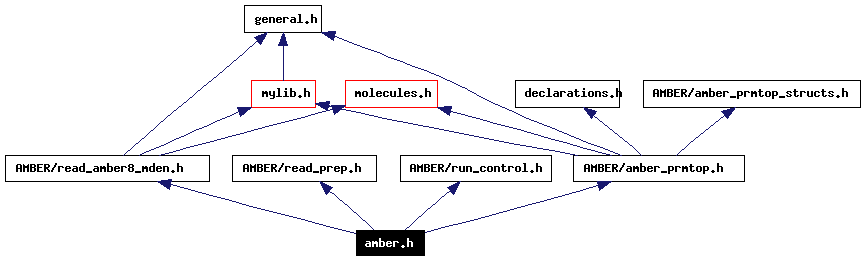 general.h
mylib.h
molecules.h
declarations.h
AMBER/amber_prmtop_structs.h
AMBER/read_amber8_mden.h
AMBER/read_prep.h
AMBER/run_control.h
AMBER/amber_prmtop.h
amber.h